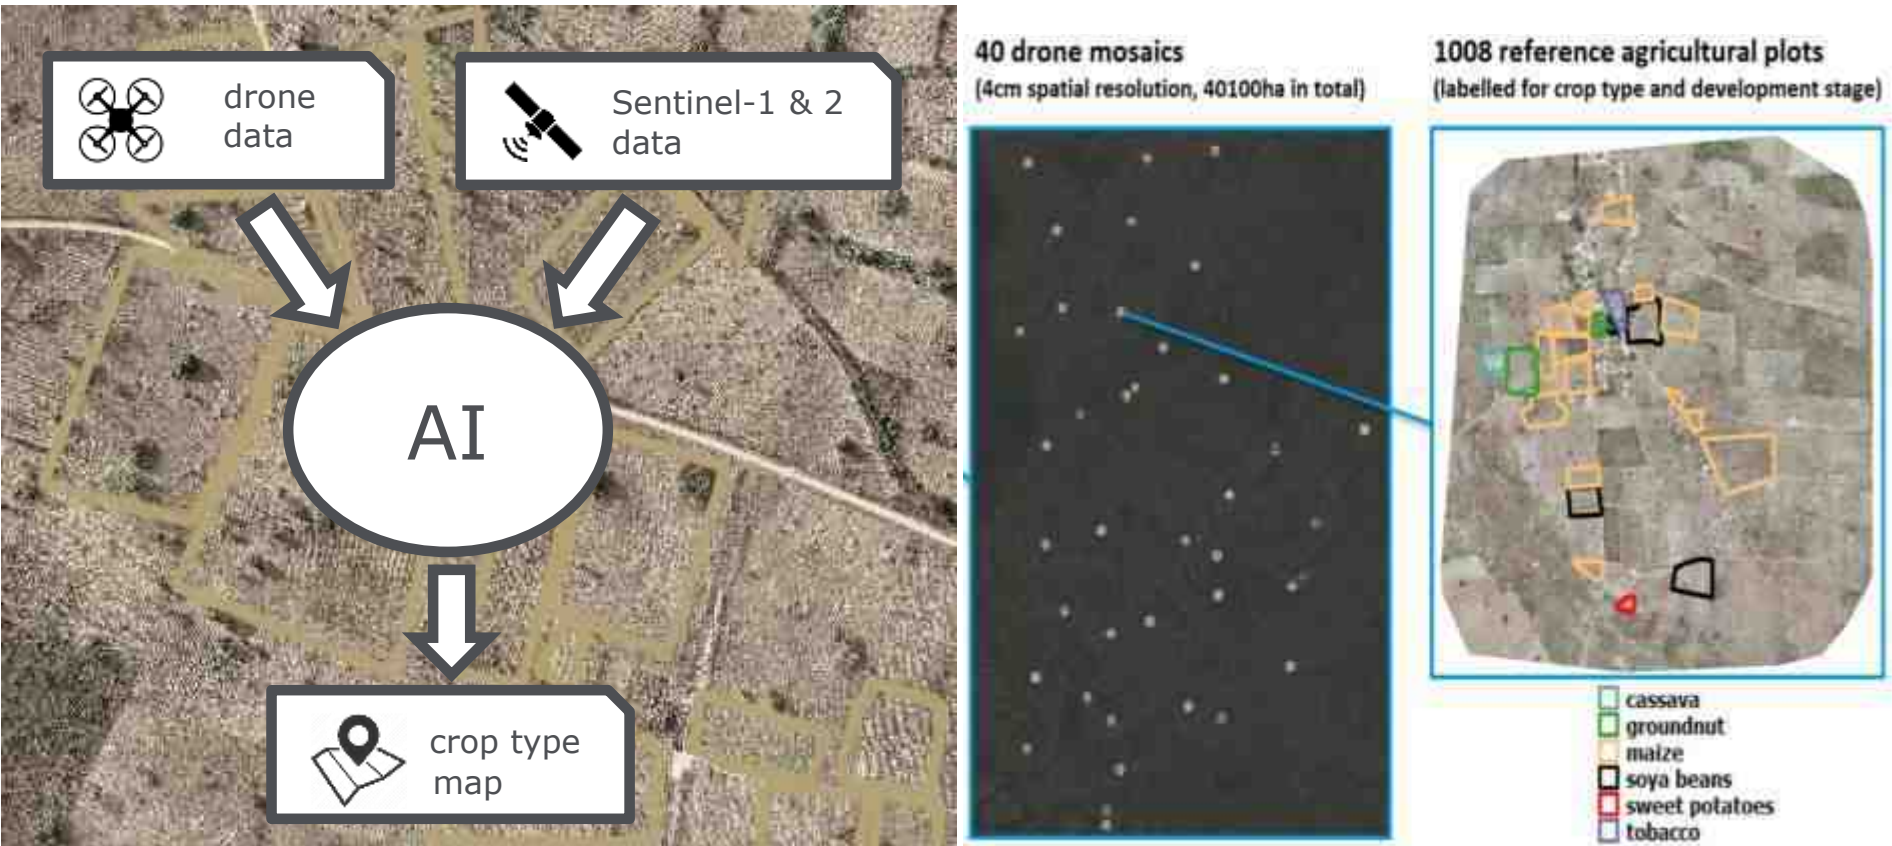 drone
data
Sentinel-1 & 2
data
AI
crop type
map
40 drone mosaics
(4cm spatial resolution, 40100ha in total)
1008 reference agricultural plots
(labelled for crop type and development stage)
cassava
groundnut
maize
soya beans
sweet potatoes
tobacco